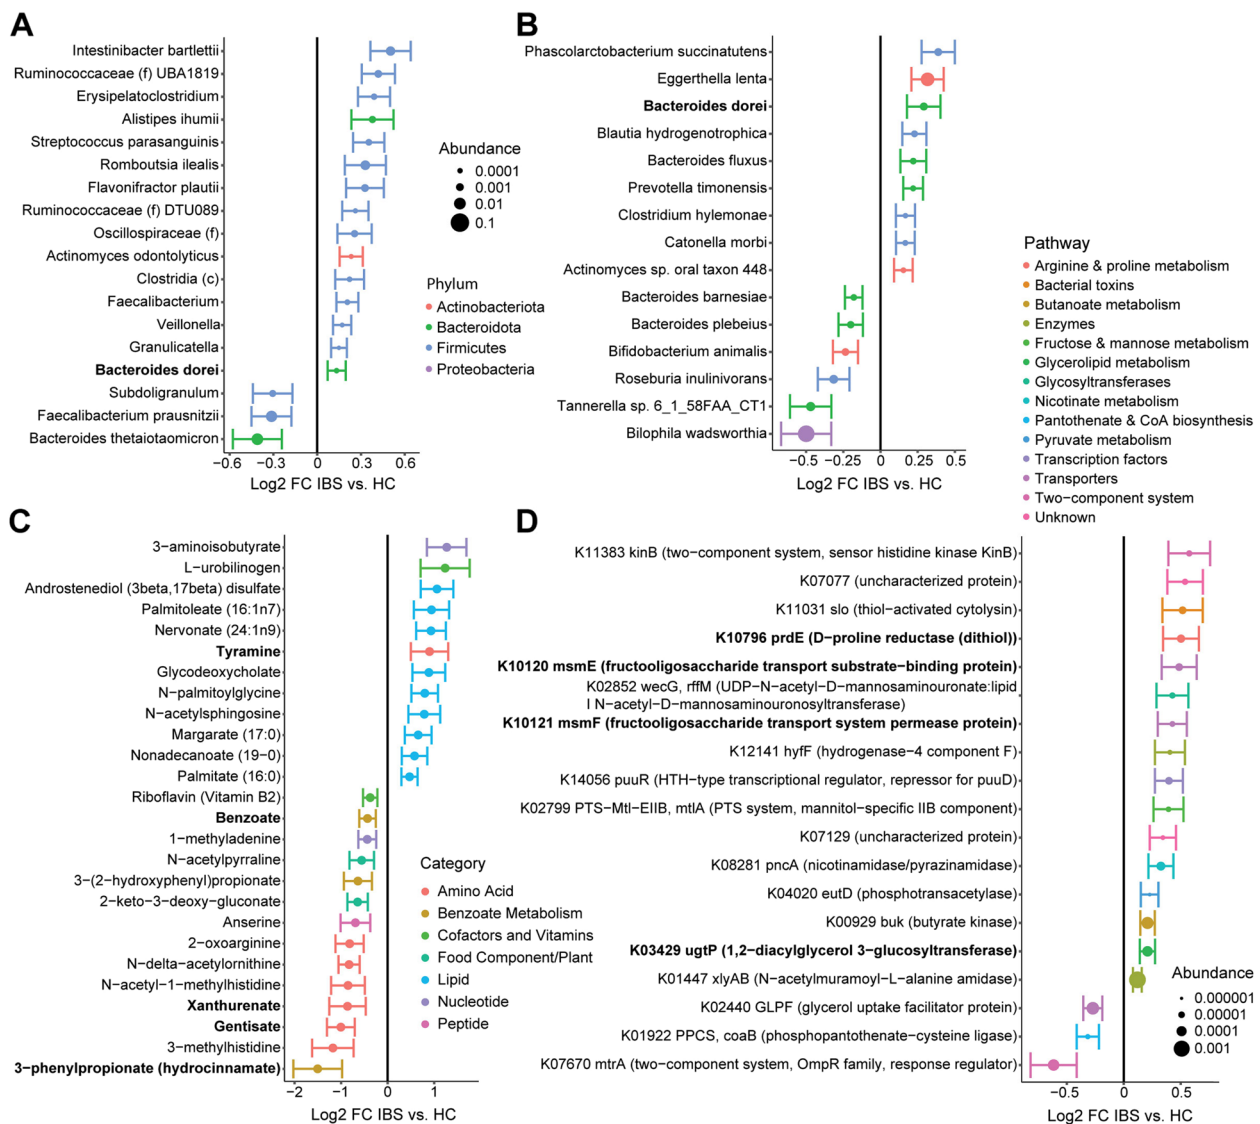 A
Intestinibacter bartlettii
Ruminococcaceae (f) UBA1819
Erysipelatoclostridium
Alistipes ihumii
Streptococcus parasanguinis
Romboutsia ilealis
Flavonifractor plautii
Ruminococcaceae (f) DTU089
Oscillospiraceae (f)
Actinomyces odontolyticus
Clostridia (c)
Faecalibacterium
Veillonella
Granulicatella
Bacteroides dorei
Subdoligranulum
Faecalibacterium prausnitzii
Bacteroides thetaiotaomicron
−0.6 −0.3 0 0.3 0.6
Log2 FC IBS vs. HC
Abundance
0.0001
0.001
0.01
0.1
Phylum
Actinobacteriota
Bacteroidota
Firmicutes
Proteobacteria
B
Phascolarctobacterium succinatutens
Eggerthella lenta
Bacteroides dorei
Blautia hydrogenotrophica
Bacteroides fluxus
Prevotella timonensis
Clostridium hylemonae
Catonella morbi
Actinomyces sp. oral taxon 448
Bacteroides barnesiae
Bacteroides plebeius
Bifidobacterium animalis
Roseburia inulinivorans
Tannerella sp. 6_1_58FAA_CT1
Bilophila wadsworthia
−0.5 −0.25 0 0.25 0.5
Log2 FC IBS vs. HC
Pathway
Arginine & proline metabolism
Bacterial toxins
Butanoate metabolism
Enzymes
Fructose & mannose metabolism
Glycerolipid metabolism
Glycosyltransferases
Nicotinate metabolism
Pantothenate & CoA biosynthesis
Pyruvate metabolism
Transcription factors
Transporters
Two−component system
Unknown
C
3−aminoisobutyrate
L−urobilinogen
Androstenediol (3beta,17beta) disulfate
Palmitoleate (16:1n7)
Nervonate (24:1n9)
Tyramine
Glycodeoxycholate
N−palmitoylglycine
N−acetylsphingosine
Margarate (17:0)
Nonadecanoate (19−0)
Palmitate (16:0)
Riboflavin (Vitamin B2)
Benzoate
1−methyladenine
N−acetylpyrraline
3−(2−hydroxyphenyl)propionate
2−keto−3−deoxy−gluconate
Anserine
2−oxoarginine
N−delta−acetylornithine
N−acetyl−1−methylhistidine
Xanthurenate
Gentisate
3−methylhistidine
3−phenylpropionate (hydrocinnamate)
−2 −1 0 1
Log2 FC IBS vs. HC
Category
Amino Acid
Benzoate Metabolism
Cofactors and Vitamins
Food Component/Plant
Lipid
Nucleotide
Peptide
D
K11383 kinB (two−component system, sensor histidine kinase KinB)
K07077 (uncharacterized protein)
K11031 slo (thiol−activated cytolysin)
K10796 prdE (D−proline reductase (dithiol))
K10120 msmE (fructooligosaccharide transport substrate−binding protein)
K02852 wecG, rffM (UDP−N−acetyl−D−mannosaminouronate:lipid
I N−acetyl−D−mannosaminouronosyltransferase)
K10121 msmF (fructooligosaccharide transport system permease protein)
K12141 hyfF (hydrogenase−4 component F)
K14056 puuR (HTH−type transcriptional regulator, repressor for puuD)
K02799 PTS−Mtl−EIIB, mtlA (PTS system, mannitol−specific IIB component)
K07129 (uncharacterized protein)
K08281 pncA (nicotinamidase/pyrazinamidase)
K04020 eutD (phosphotransacetylase)
K00929 buk (butyrate kinase)
K03429 ugtP (1,2−diacylglycerol 3−glucosyltransferase)
K01447 xlyAB (N−acetylmuramoyl−L−alanine amidase)
K02440 GLPF (glycerol uptake facilitator protein)
K01922 PPCS, coaB (phosphopantothenate−cysteine ligase)
K07670 mtrA (two−component system, OmpR family, response regulator)
−0.5 0 0.5
Log2 FC IBS vs. HC
Abundance
0.000001
0.00001
0.0001
0.001